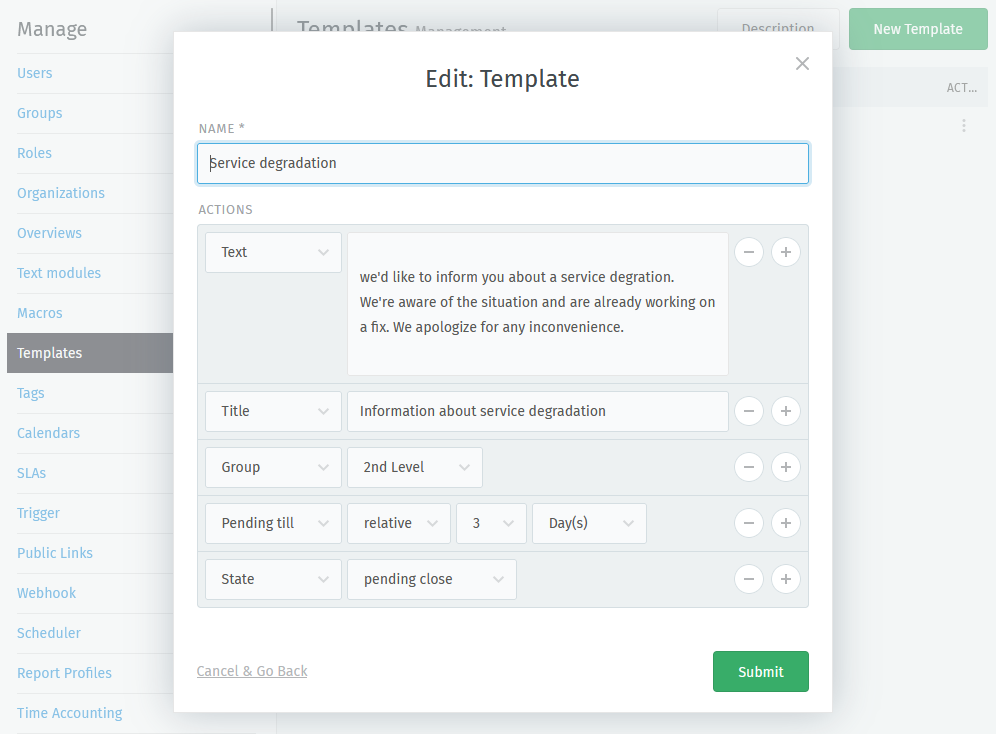 Manage
Templates Management
Description
New Template
Users
Groups
Roles
Organizations
Overviews
Text modules
Macros
Templates
Tags
Calendars
SLAs
Trigger
Public Links
Webhook
Scheduler
Report Profiles
Time Accounting
ACT...
Edit: Template
NAME *
Service degradation
ACTIONS
Text
we'd like to inform you about a service degration.
We're aware of the situation and are already working on
a fix. We apologize for any inconvenience.
Title
Information about service degradation
Group
2nd Level
Pending till
relative
3
Day(s)
State
pending close
Cancel & Go Back
Submit